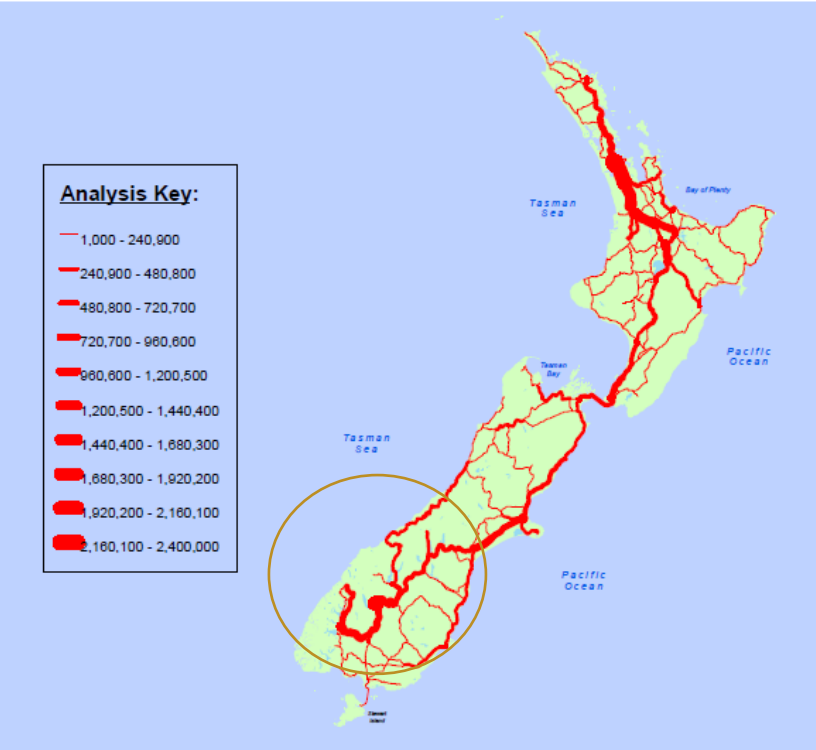 Analysis Key:
1,000 - 240,900
240,900 - 480,800
480,800 - 720,700
720,700 - 960,600
960,600 - 1,200,500
1,200,500 - 1,440,400
1,440,400 - 1,680,300
1,680,300 - 1,920,200
1,920,200 - 2,160,100
2,160,100 - 2,400,000
Bay of Plenty
Tasman
Sea
Pacific
Ocean
Tasman
Bay
Tasman
Sea
Pacific
Ocean
Stewart
Island